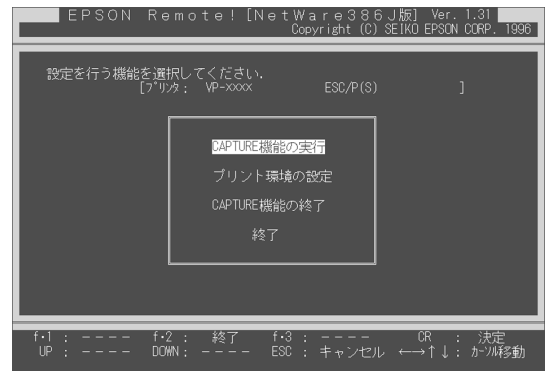 EPSON Remote! [NetWare386J版] Ver. 1.31
Copyright (C) SEIKO EPSON CORP. 1996
設定を行う機能を選択してください.
[プリンタ: VP-xxxx ESC/P(S) ]
CAPTURE機能の実行
プリント環境の設定
CAPTURE機能の終了
終了
f・1 : ---- f・2 : 終了 f・3 : ---- CR : 決定
UP : ---- DOWN : ---- ESC : キャンセル ←→↑↓ : カーソル移動